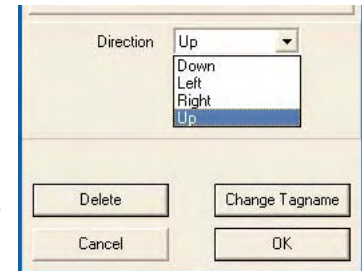 Direction Up
Down
Left
Right
Up
Delete Change Tagname
Cancel OK